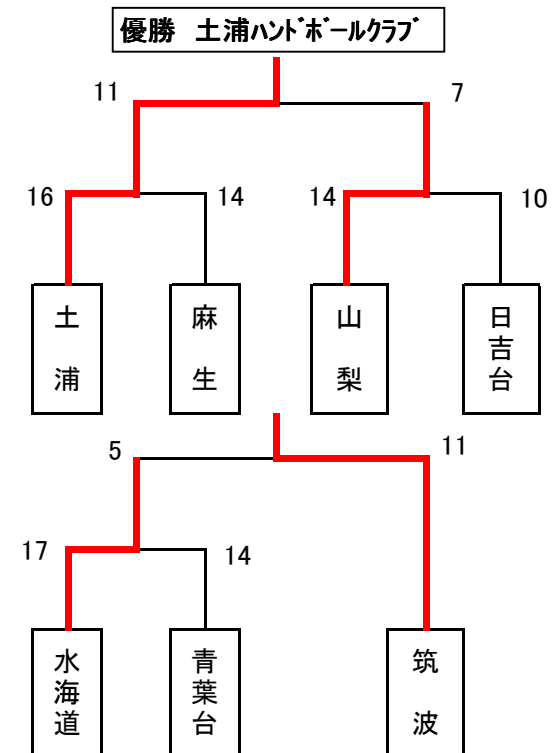 優勝 土浦ハンドボールクラブ
11
7
16
14
14
10
土浦
麻生
山梨
日吉台
5
11
17
14
水海道
青葉台
筑波